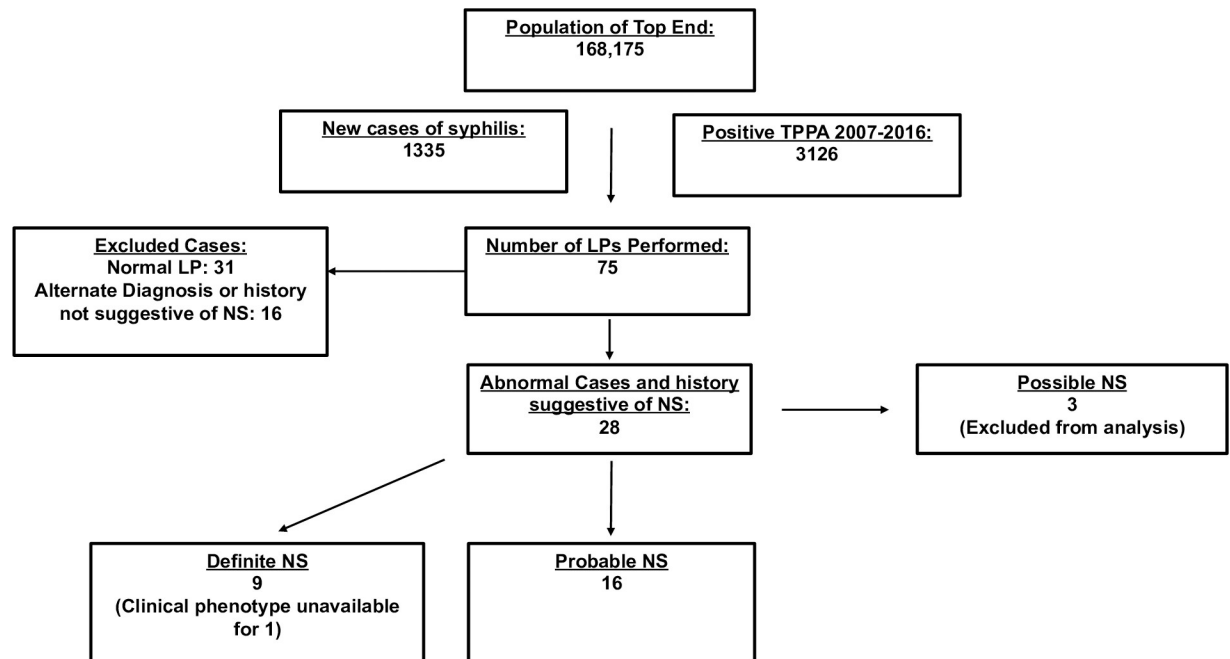 Population of Top End:
168,175
New cases of syphilis:
1335
Positive TPPA 2007-2016:
3126
Excluded Cases:
Normal LP: 31
Alternate Diagnosis or history
not suggestive of NS: 16
Number of LPs Performed:
75
Abnormal Cases and history
suggestive of NS:
28
Possible NS
3
(Excluded from analysis)
Definite NS
9
(Clinical phenotype unavailable
for 1)
Probable NS
16